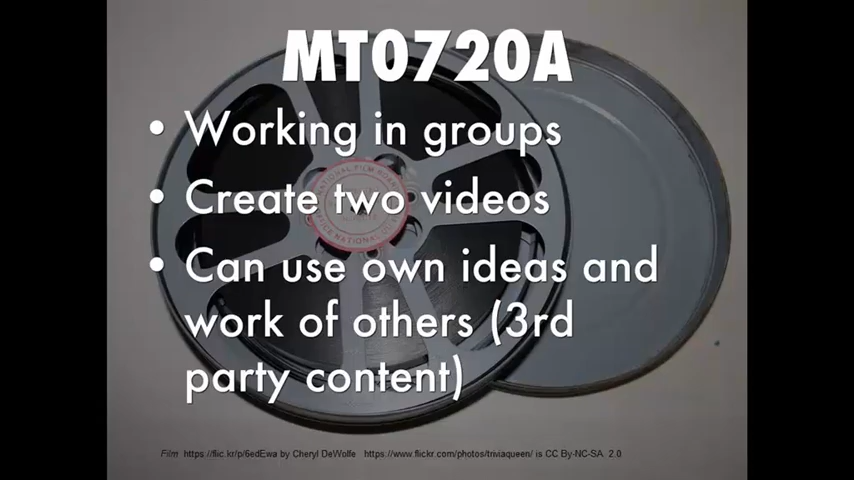 MT0720A
• Working in groups
• Create two videos
• Can use own ideas and
work of others (3rd
party content)
Film https://flic.kr/p/6edEwa by Cheryl DeWolfe https://www.flickr.com/photos/triviaqueen/ is CC By-NC-SA 2.0